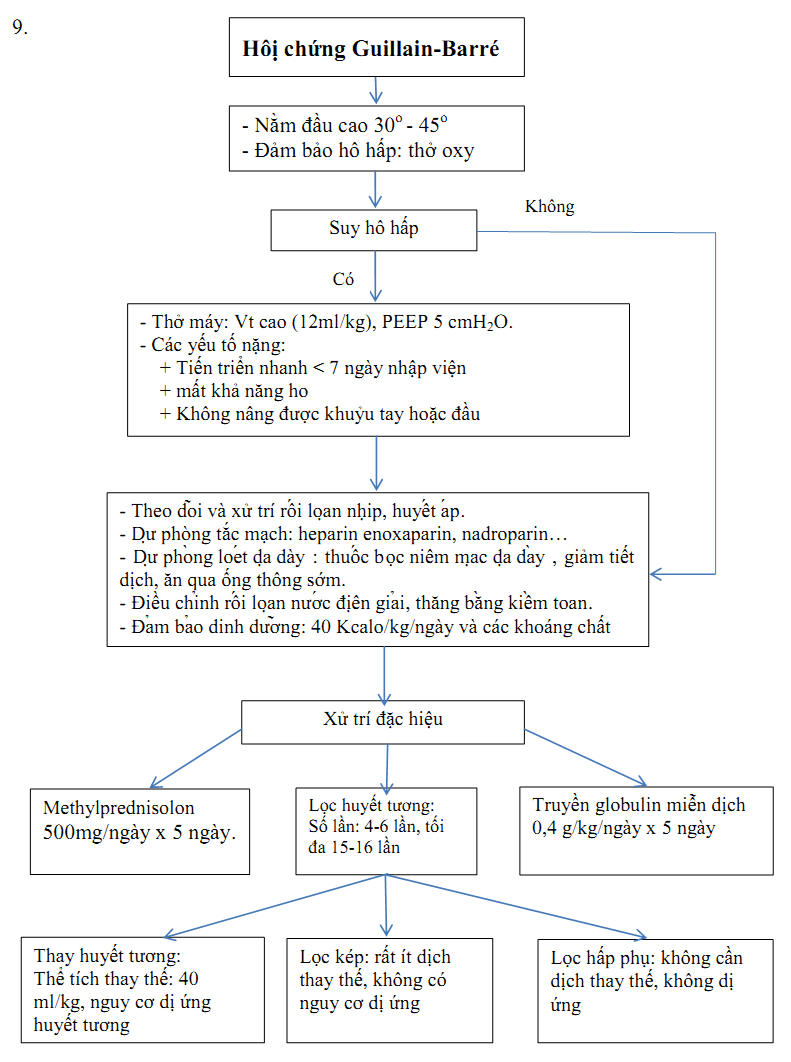 9.
Hội chứng Guillain-Barré
- Nằm đầu cao 30° - 45°
- Đảm bảo hô hấp: thở oxy
Suy hô hấp
Không
Có
- Thở máy: Vt cao (12ml/kg), PEEP 5 cmH₂O.
- Các yếu tố nặng:
+ Tiến triển nhanh < 7 ngày nhập viện
+ mất khả năng ho
+ Không nâng được khuỷu tay hoặc đầu
- Theo dõi và xử trí rối loạn nhịp, huyết áp.
- Dự phòng tắc mạch: heparin enoxaparin, nadroparin…
- Dự phòng loét dạ dày : thuốc bọc niêm mạc dạ dày , giảm tiết
dịch, ăn qua ống thông sớm.
- Điều chỉnh rối loạn nước điện giải, thăng bằng kiềm toan.
- Đảm bảo dinh dưỡng: 40 Kcalo/kg/ngày và các khoáng chất
Xử trí đặc hiệu
Methylprednisolon
500mg/ngày x 5 ngày.
Lọc huyết tương:
Số lần: 4-6 lần, tối
đa 15-16 lần
Truyền globulin miễn dịch
0,4 g/kg/ngày x 5 ngày
Thay huyết tương:
Thể tích thay thế: 40
ml/kg, nguy cơ dị ứng
huyết tương
Lọc kép: rất ít dịch
thay thế, không có
nguy cơ dị ứng
Lọc hấp phụ: không cần
dịch thay thế, không dị
ứng